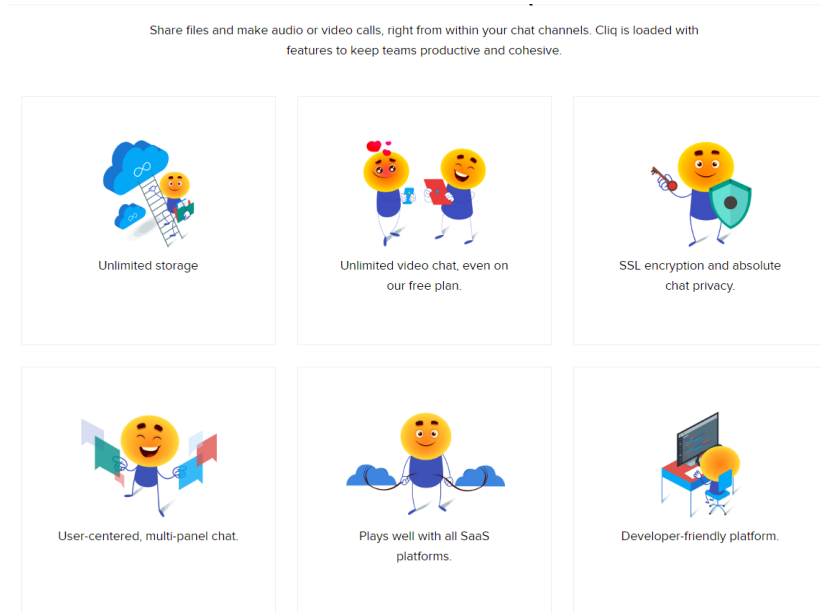 Share files and make audio or video calls, right from within your chat channels. Cliq is loaded with
features to keep teams productive and cohesive.
Unlimited storage
Unlimited video chat, even on
our free plan.
SSL encryption and absolute
chat privacy.
User-centered, multi-panel chat.
Plays well with all SaaS
platforms.
Developer-friendly platform.